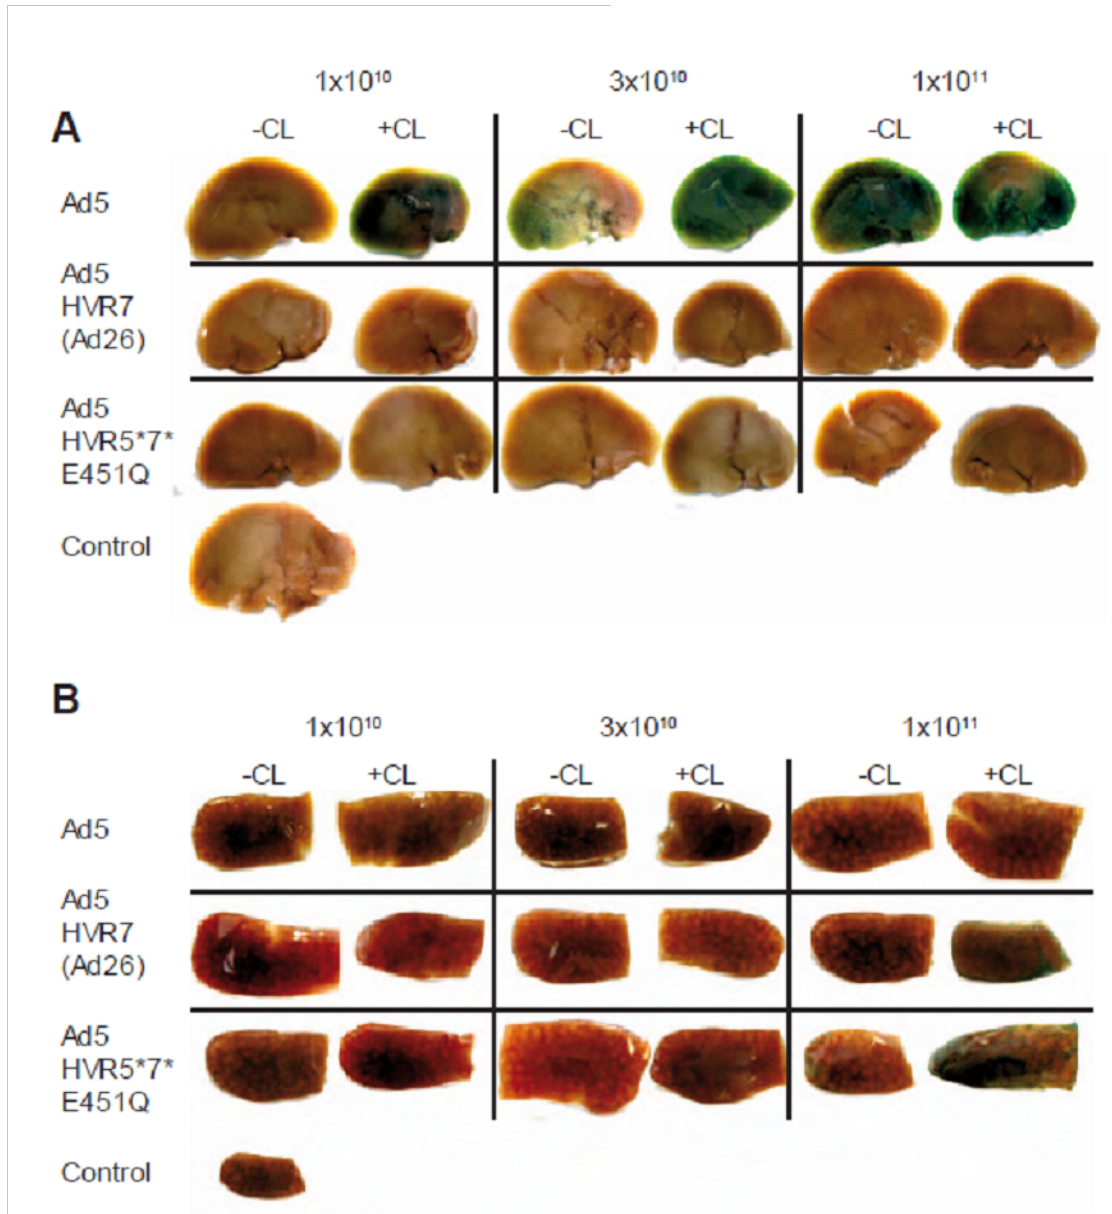 1x10¹⁰ 3x10¹⁰ 1x10¹¹
A -CL +CL -CL +CL -CL +CL
Ad5
Ad5
HVR7
(Ad26)
Ad5
HVR5*7*
E451Q
Control
B
1x10¹⁰ 3x10¹⁰ 1x10¹¹
-CL +CL -CL +CL -CL +CL
Ad5
Ad5
HVR7
(Ad26)
Ad5
HVR5*7*
E451Q
Control